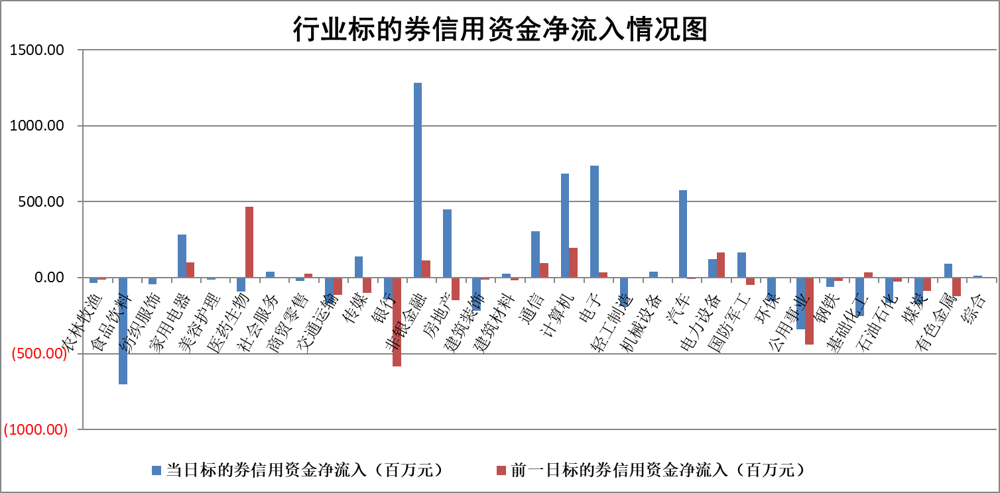 行业标的券信用资金净流入情况图
1500.00
1000.00
500.00
0.00
(500.00)
(1000.00)
农林牧渔
食品饮料
纺织服饰
家用电器
美容护理
医药生物
社会服务
商贸零售
交通运输
传媒
银行
非银金融
房地产
建筑装饰
建筑材料
通信
计算机
电子
轻工制造
机械设备
汽车
电力设备
国防军工
环保
公用事业
钢铁
基础化工
石油石化
煤炭
有色金属
综合
当日标的券信用资金净流入（百万元）
前一日标的券信用资金净流入（百万元）